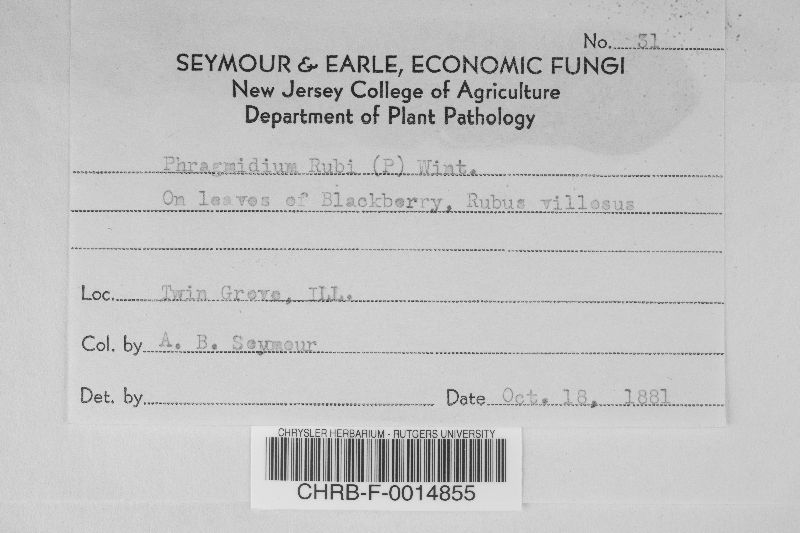 No. 31
SEYMOUR & EARLE, ECONOMIC FUNGI
New Jersey College of Agriculture
Department of Plant Pathology
Phragmidium Rubi (P) Wint.
On leaves of Blackberry, Rubus villosus
Loc. Twin Grove, ILL.
Col. by A. B. Seymour
Det. by Date Oct. 18, 1881
CHRYSLER HERBARIUM - RUTGERS UNIVERSITY
CHRB-F-0014855